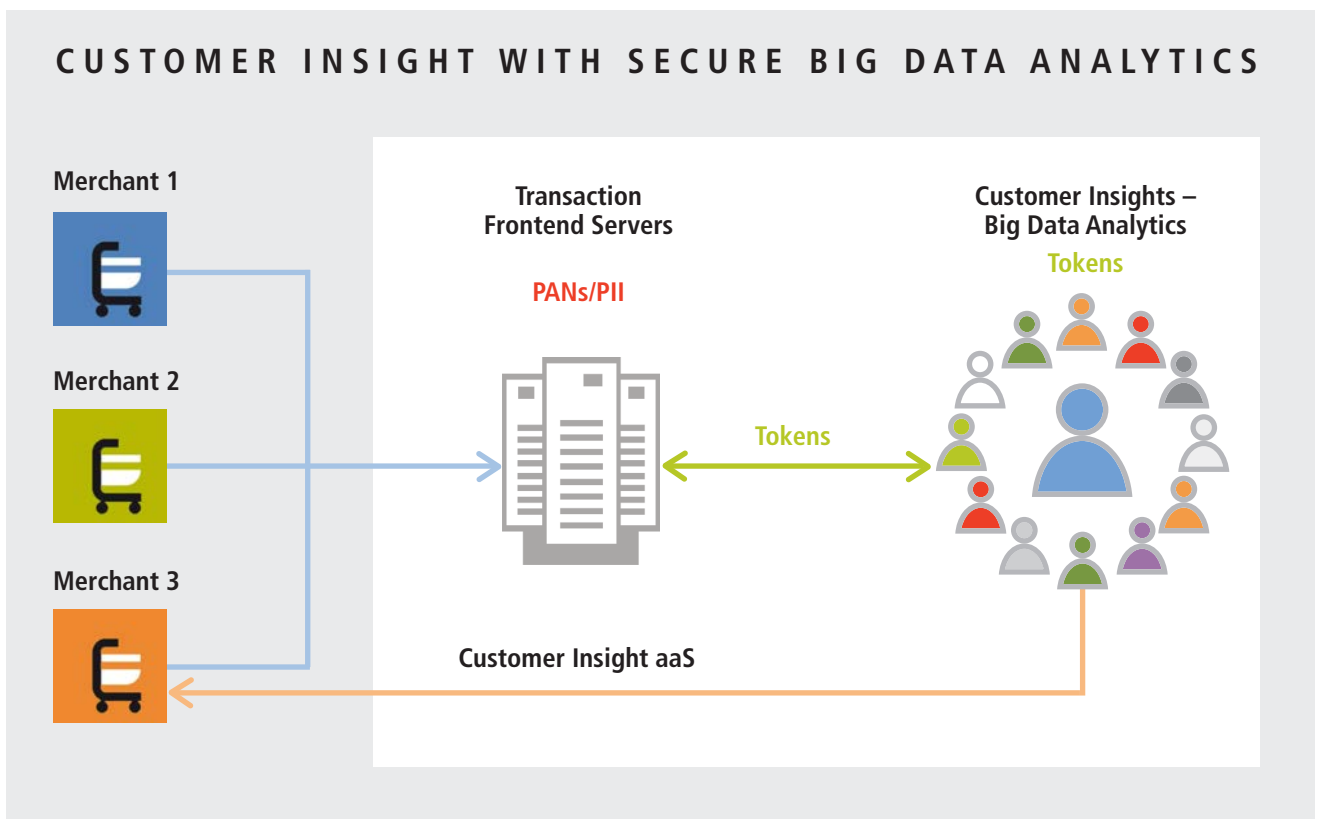 CUSTOMER INSIGHT WITH SECURE BIG DATA ANALYTICS
Merchant 1
Transaction
Frontend Servers
PANs/PII
Customer Insights –
Big Data Analytics
Tokens
Merchant 2
Tokens
Merchant 3
Customer Insight aaS